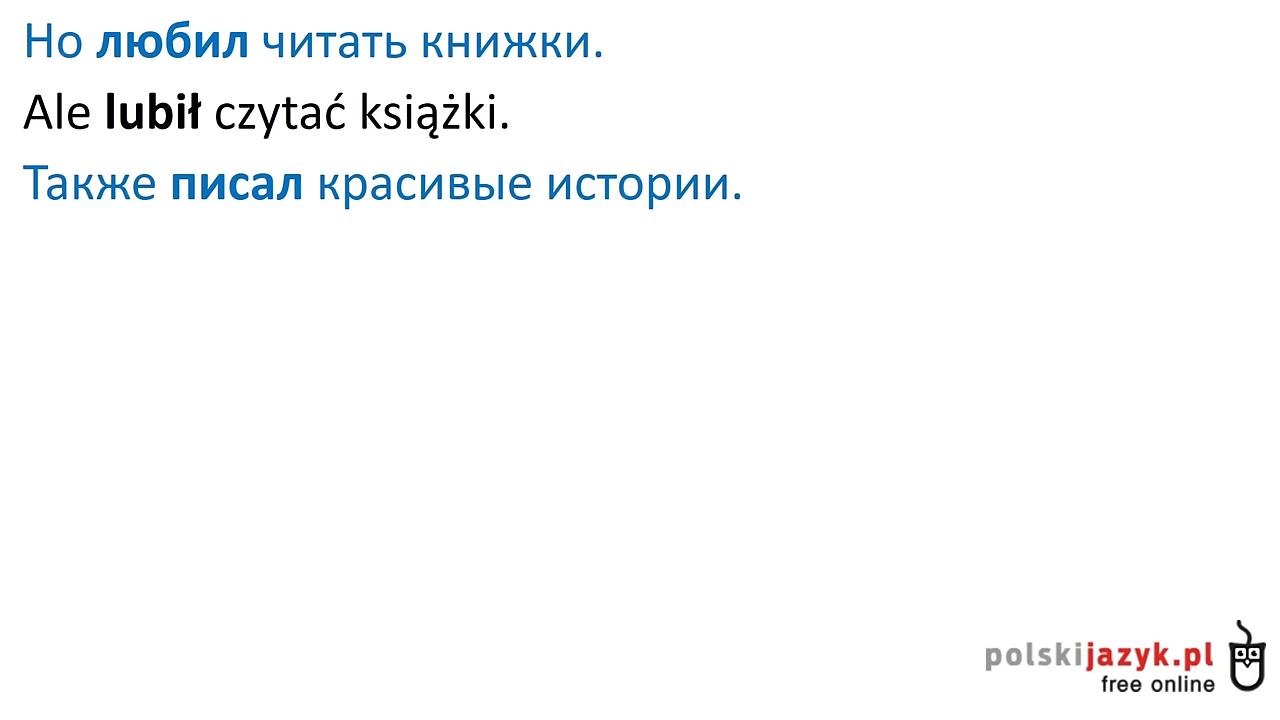 Но любил читать книжки.
Ale lubił czytać książki.
Также писал красивые истории.
polskijazyk.pl
free online